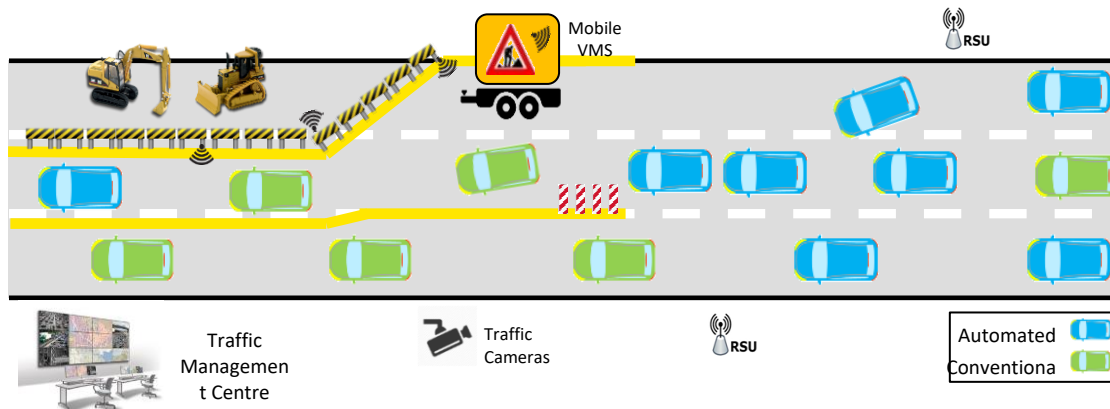 Mobile
VMS
RSU
Traffic
Managemen
t Centre
Traffic
Cameras
RSU
Automated
Conventiona